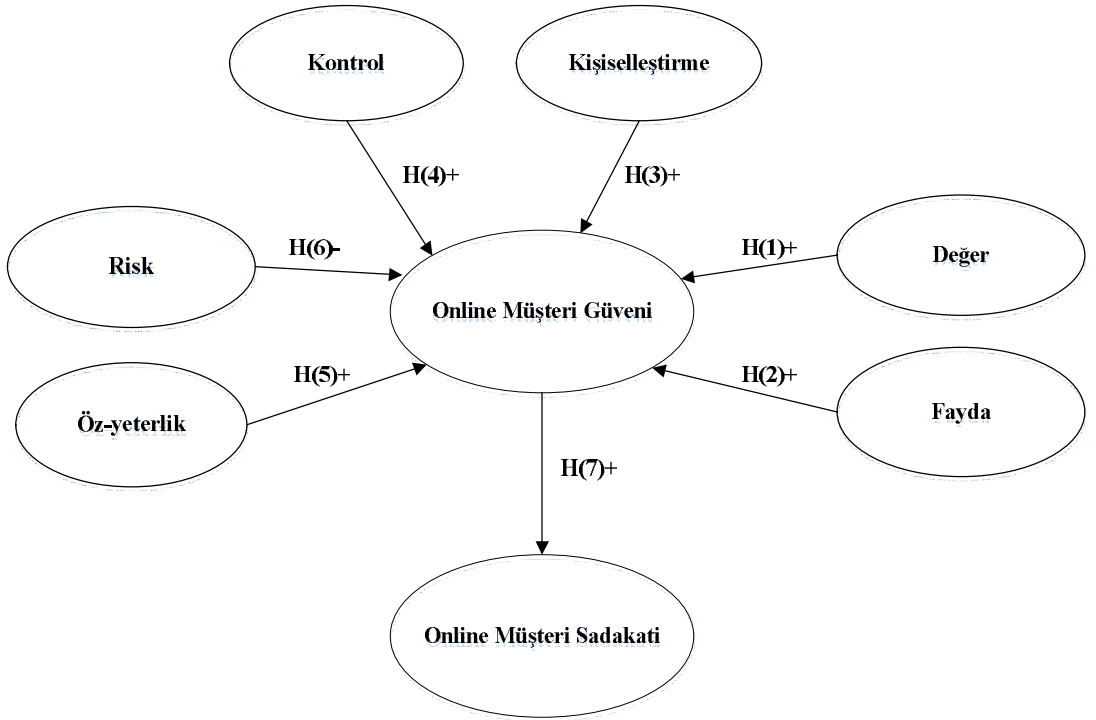 Kontrol
Kişiselleştirme
H(4)+
H(3)+
Risk
H(6)-
H(1)+
Değer
Online Müşteri Güveni
Öz-yeterlik
H(5)+
H(2)+
Fayda
H(7)+
Online Müşteri Sadakati